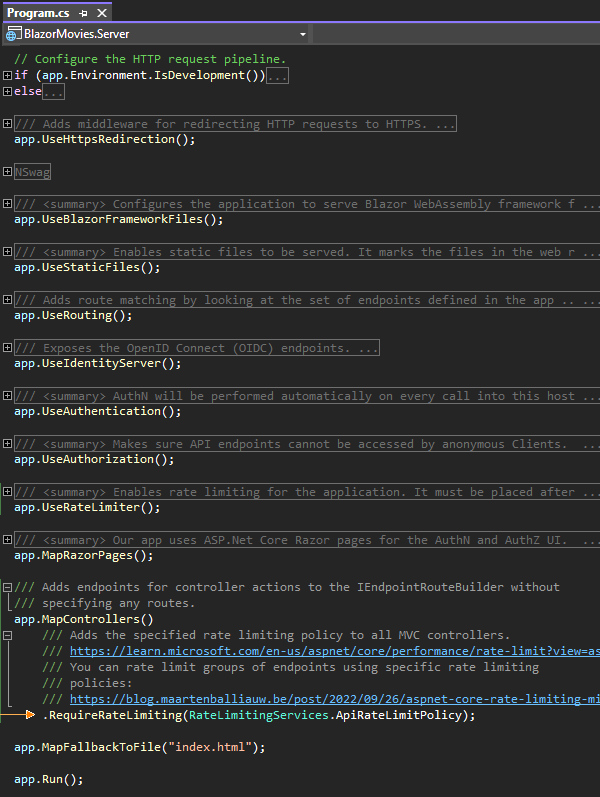 Program.cs
BlazorMovies.Server
// Configure the HTTP request pipeline.
if (app.Environment.IsDevelopment())...
else...
/// Adds middleware for redirecting HTTP requests to HTTPS. ...
app.UseHttpsRedirection();
NSwag
/// <summary> Configures the application to serve Blazor WebAssembly framework f ...
app.UseBlazorFrameworkFiles();
/// <summary> Enables static files to be served. It marks the files in the web r ...
app.UseStaticFiles();
/// Adds route matching by looking at the set of endpoints defined in the app .. ...
app.UseRouting();
/// Exposes the OpenID Connect (OIDC) endpoints. ...
app.UseIdentityServer();
/// <summary> AuthN will be performed automatically on every call into this host ...
app.UseAuthentication();
/// <summary> Makes sure API endpoints cannot be accessed by anonymous Clients. ...
app.UseAuthorization();
/// <summary> Enables rate limiting for the application. It must be placed after ...
app.UseRateLimiter();
/// <summary> Our app uses ASP.Net Core Razor pages for the AuthN and AuthZ UI. ...
app.MapRazorPages();
/// Adds endpoints for controller actions to the IEndpointRouteBuilder without
/// specifying any routes.
app.MapControllers()
/// Adds the specified rate limiting policy to all MVC controllers.
/// https://learn.microsoft.com/en-us/aspnet/core/performance/rate-limit?view=as
/// You can rate limit groups of endpoints using specific rate limiting
/// policies:
/// https://blog.maartenballiauw.be/post/2022/09/26/aspnet-core-rate-limiting-mi
.RequireRateLimiting(RateLimitingServices.ApiRateLimitPolicy);
app.MapFallbackToFile("index.html");
app.Run();